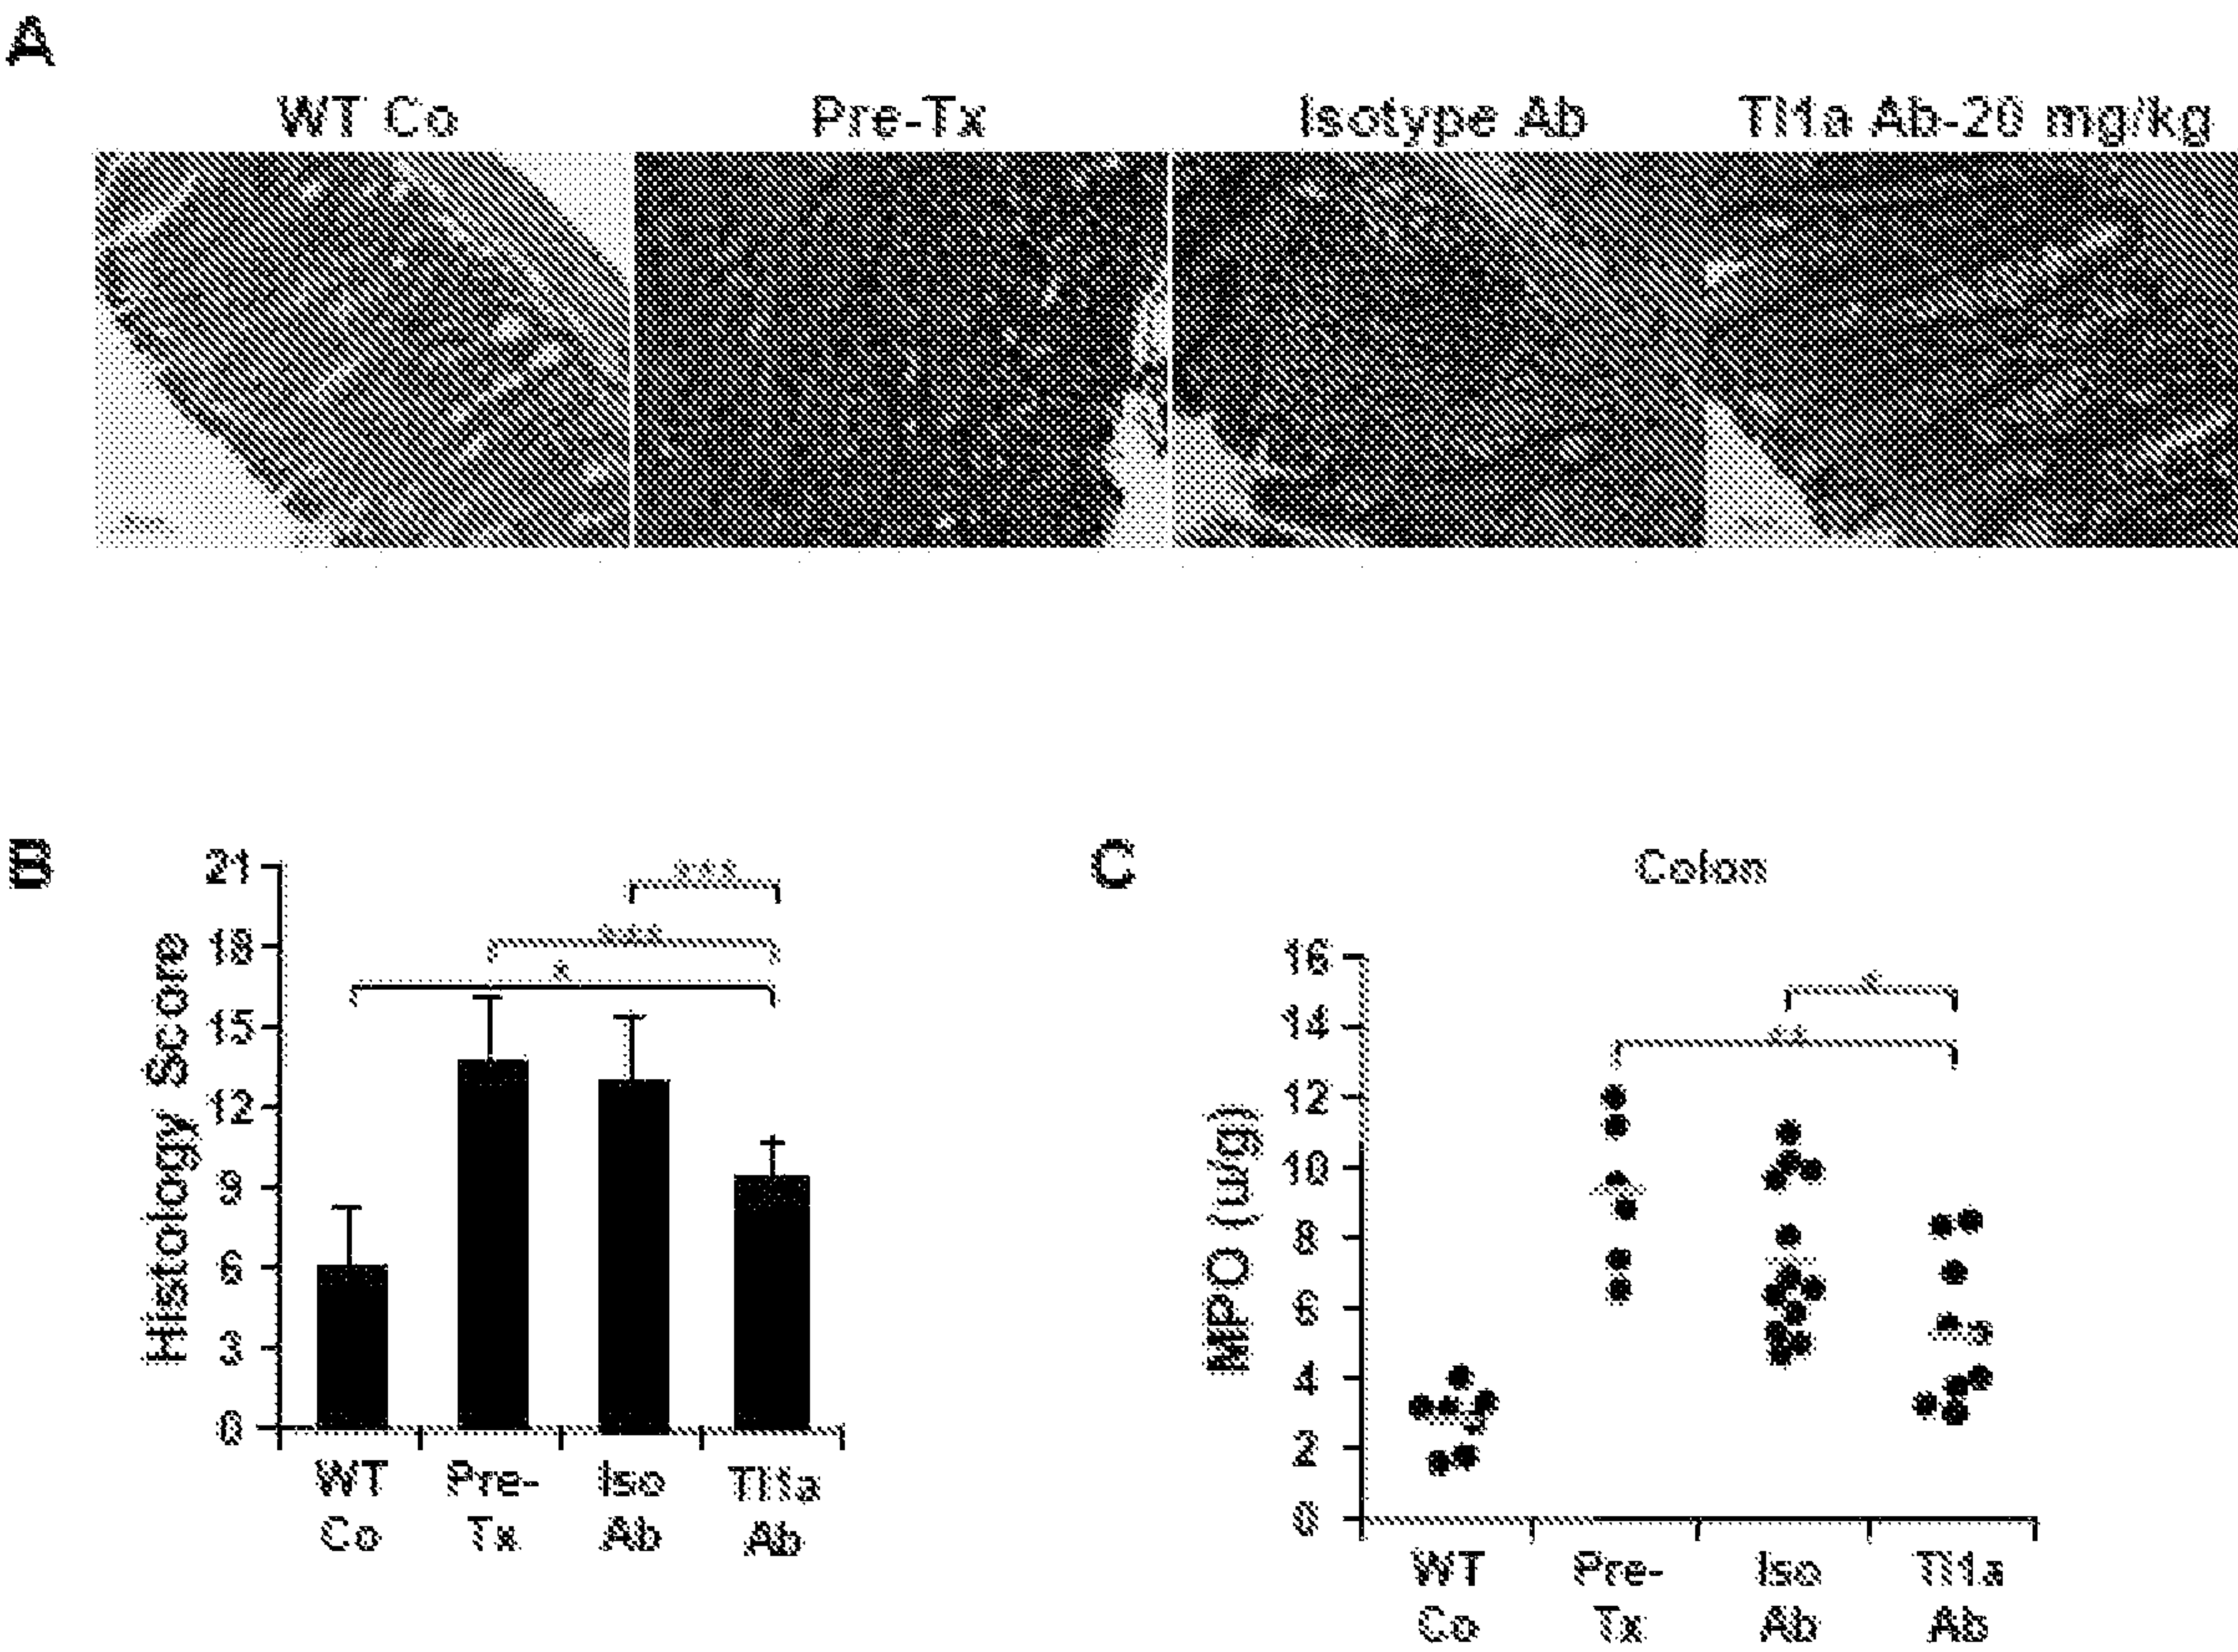 A
WT Co
Pre-Tx
Isotype Ab
Tl1a Ab-20 mg/kg
B
Histology Score
21
18
15
12
9
6
3
0
***
***
*
WT
Co
Pre-
Tx
Iso
Ab
Tl1a
Ab
C
Colon
MPO (u/g)
16
14
12
10
8
6
4
2
0
*
**
WT
Co
Pre-
Tx
Iso
Ab
Tl1a
Ab